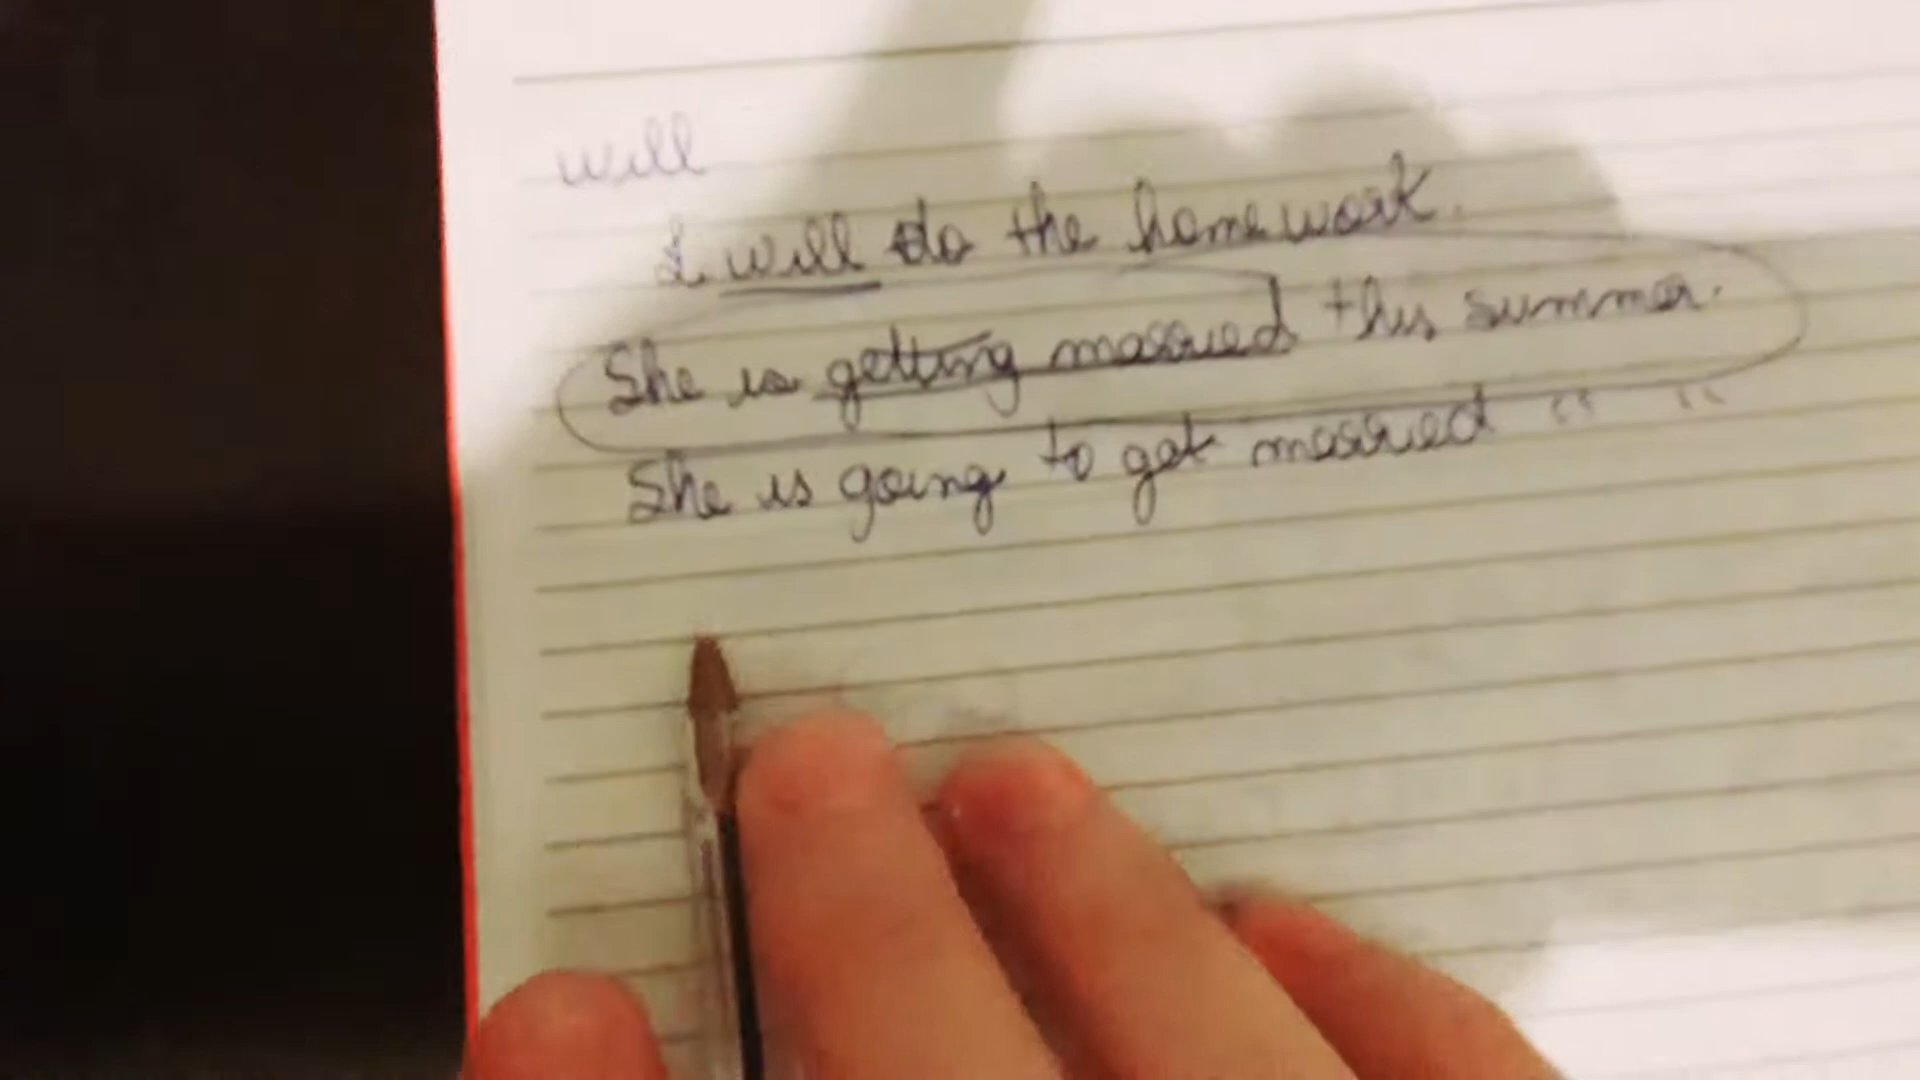 will
I will do the homework.
She is getting married this summer.
She is going to get married " "